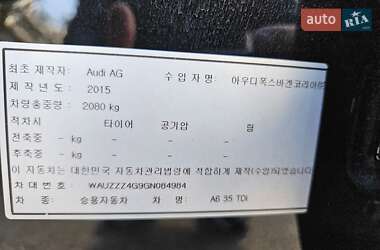 auto RIA.com
최초 제작자: Audi AG 수 입 자 명: 아우디폭스바겐코리아㈜
제 작 년 도: 2015
차량총중량: 2080 kg
적차시 타이어 공기압 림
전축중 - kg - -
후축중 - kg - -
이 자동차는 대한민국 자동차관리법령에 적합하게 제작(수입)되었
차 대 번 호: WAUZZZ4G9GN084984
차 종: 승용자동차 차 명: A6 35 TDI